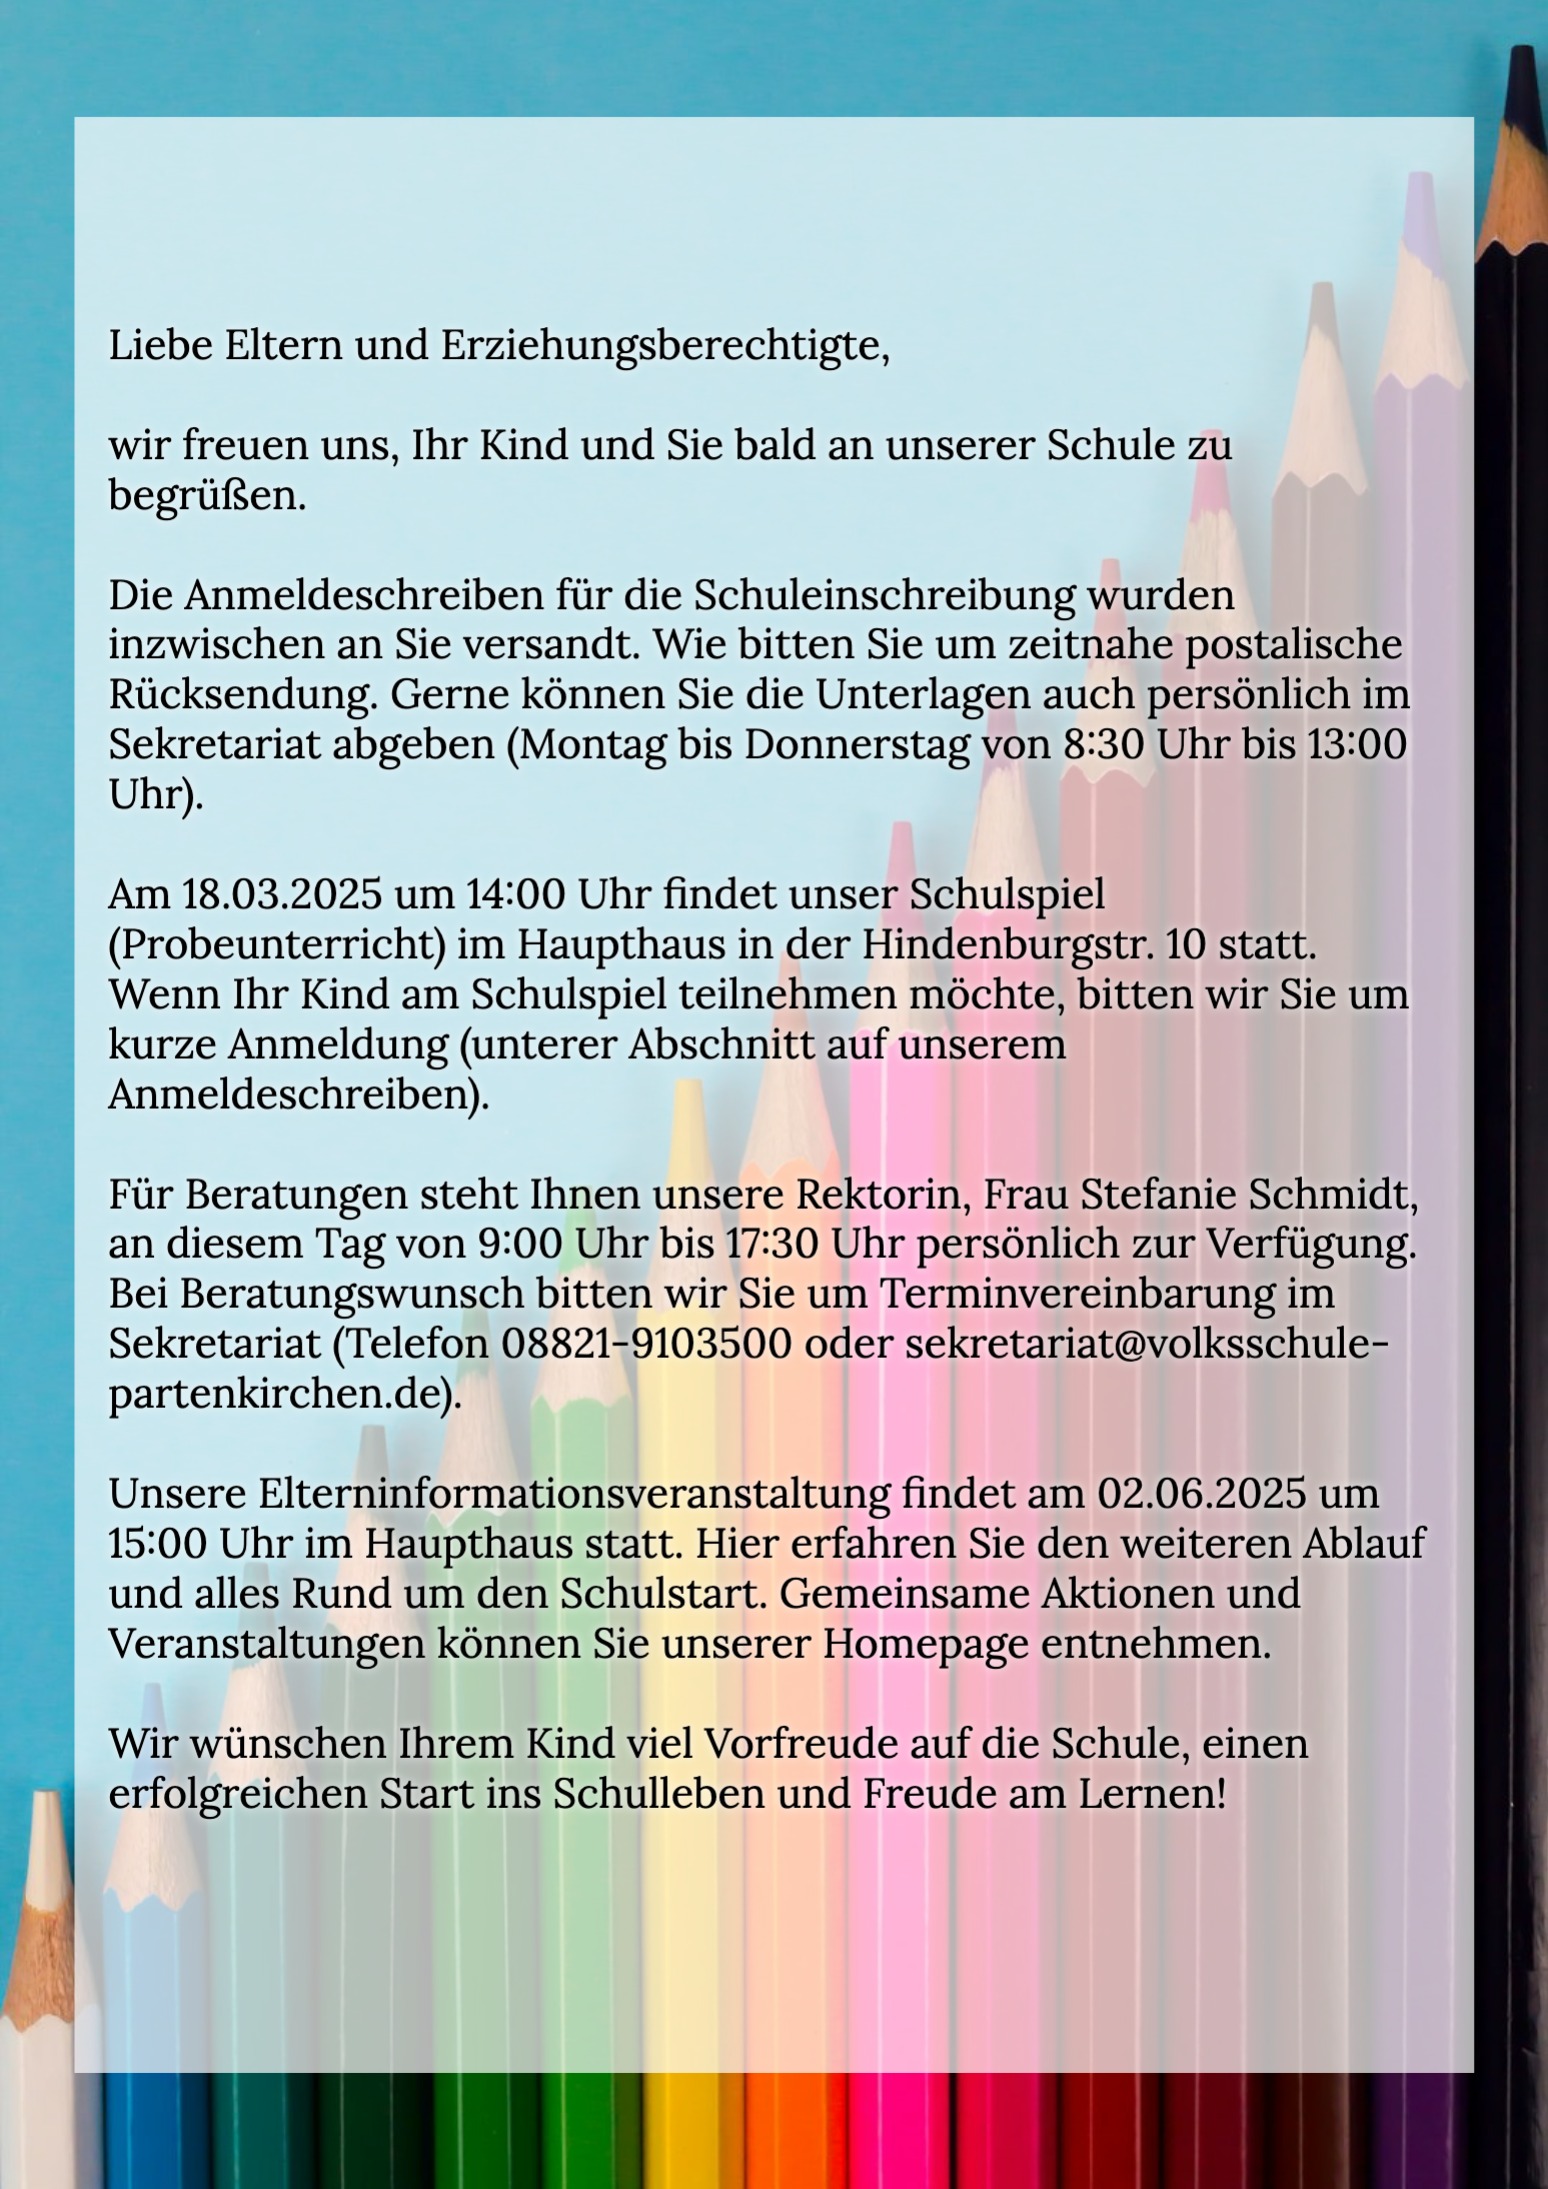 Liebe Eltern und Erziehungsberechtigte,
wir freuen uns, Ihr Kind und Sie bald an unserer Schule zu
begrüßen.
Die Anmeldeschreiben für die Schuleinschreibung wurden
inzwischen an Sie versandt. Wie bitten Sie um zeitnahe postalische
Rücksendung. Gerne können Sie die Unterlagen auch persönlich im
Sekretariat abgeben (Montag bis Donnerstag von 8:30 Uhr bis 13:00
Uhr).
Am 18.03.2025 um 14:00 Uhr findet unser Schulspiel
(Probeunterricht) im Haupthaus in der Hindenburgstr. 10 statt.
Wenn Ihr Kind am Schulspiel teilnehmen möchte, bitten wir Sie um
kurze Anmeldung (unterer Abschnitt auf unserem
Anmeldeschreiben).
Für Beratungen steht Ihnen unsere Rektorin, Frau Stefanie Schmidt,
an diesem Tag von 9:00 Uhr bis 17:30 Uhr persönlich zur Verfügung.
Bei Beratungswunsch bitten wir Sie um Terminvereinbarung im
Sekretariat (Telefon 08821-9103500 oder sekretariat@volksschule-
partenkirchen.de).
Unsere Elterninformationsveranstaltung findet am 02.06.2025 um
15:00 Uhr im Haupthaus statt. Hier erfahren Sie den weiteren Ablauf
und alles Rund um den Schulstart. Gemeinsame Aktionen und
Veranstaltungen können Sie unserer Homepage entnehmen.
Wir wünschen Ihrem Kind viel Vorfreude auf die Schule, einen
erfolgreichen Start ins Schulleben und Freude am Lernen!